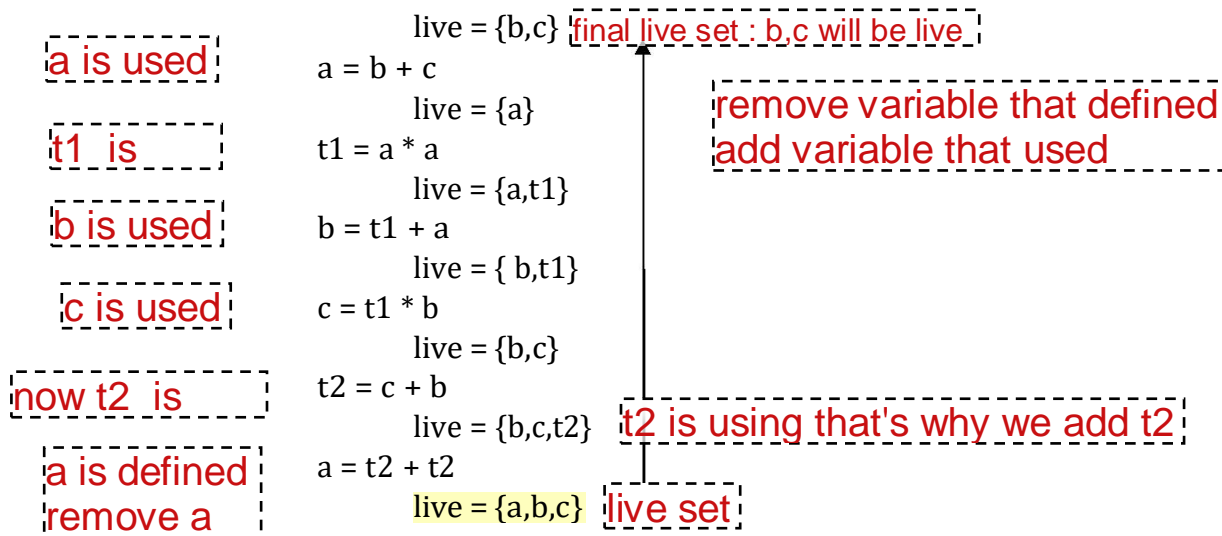 live = {b,c} final live set : b,c will be live
a is used
a = b + c
live = {a}
remove variable that defined
add variable that used
t1 is
t1 = a * a
live = {a,t1}
b is used
b = t1 + a
live = { b,t1}
c is used
c = t1 * b
live = {b,c}
now t2 is
t2 = c + b
live = {b,c,t2}
t2 is using that's why we add t2
a is defined
remove a
a = t2 + t2
live = {a,b,c}
live set